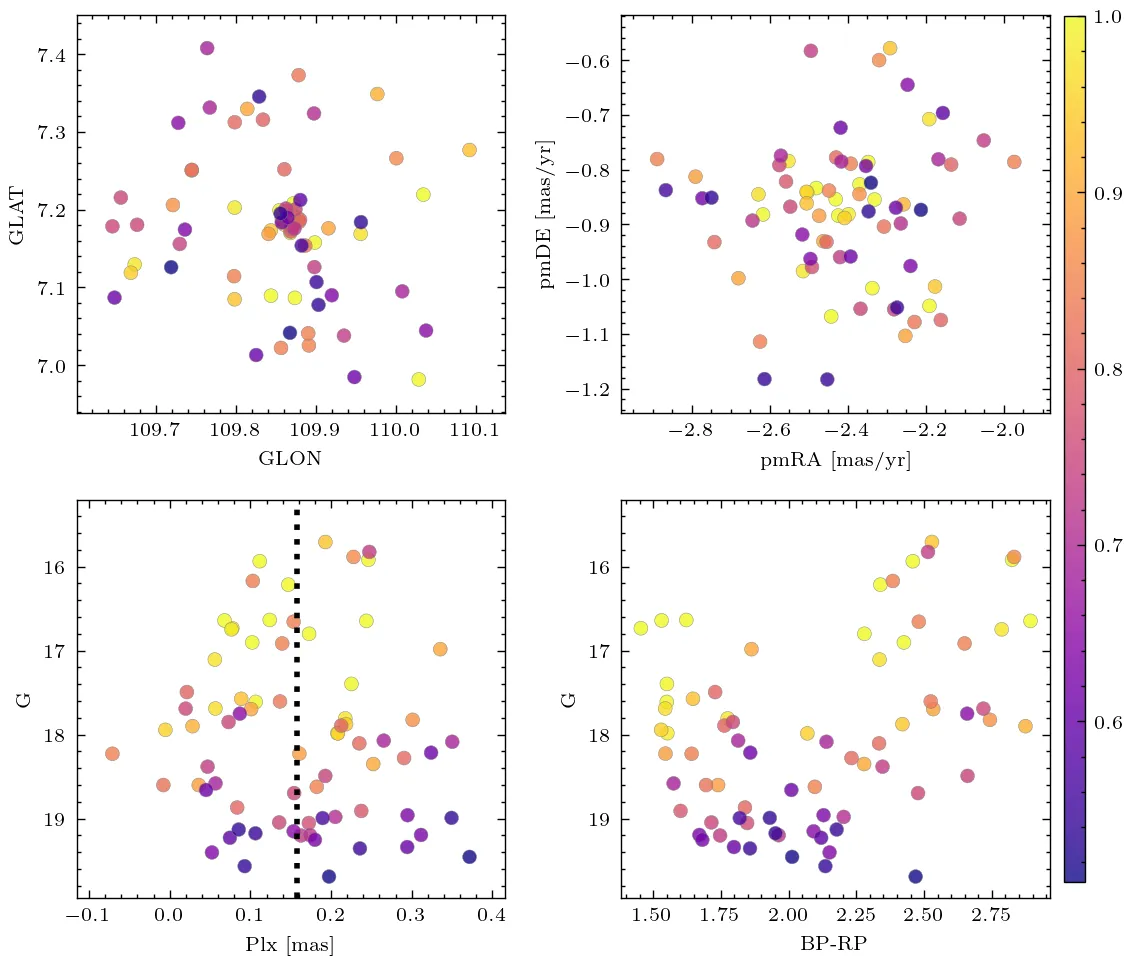 7.4
7.3
7.2
7.1
7.0
GLAT
109.7 109.8 109.9 110.0 110.1
GLON
−0.6
−0.7
−0.8
−0.9
−1.0
−1.1
−1.2
pmDE [mas/yr]
−2.8 −2.6 −2.4 −2.2 −2.0
pmRA [mas/yr]
1.0
0.9
0.8
0.7
0.6
16
17
18
19
G
−0.1 0.0 0.1 0.2 0.3 0.4
Plx [mas]
16
17
18
19
G
1.50 1.75 2.00 2.25 2.50 2.75
BP-RP